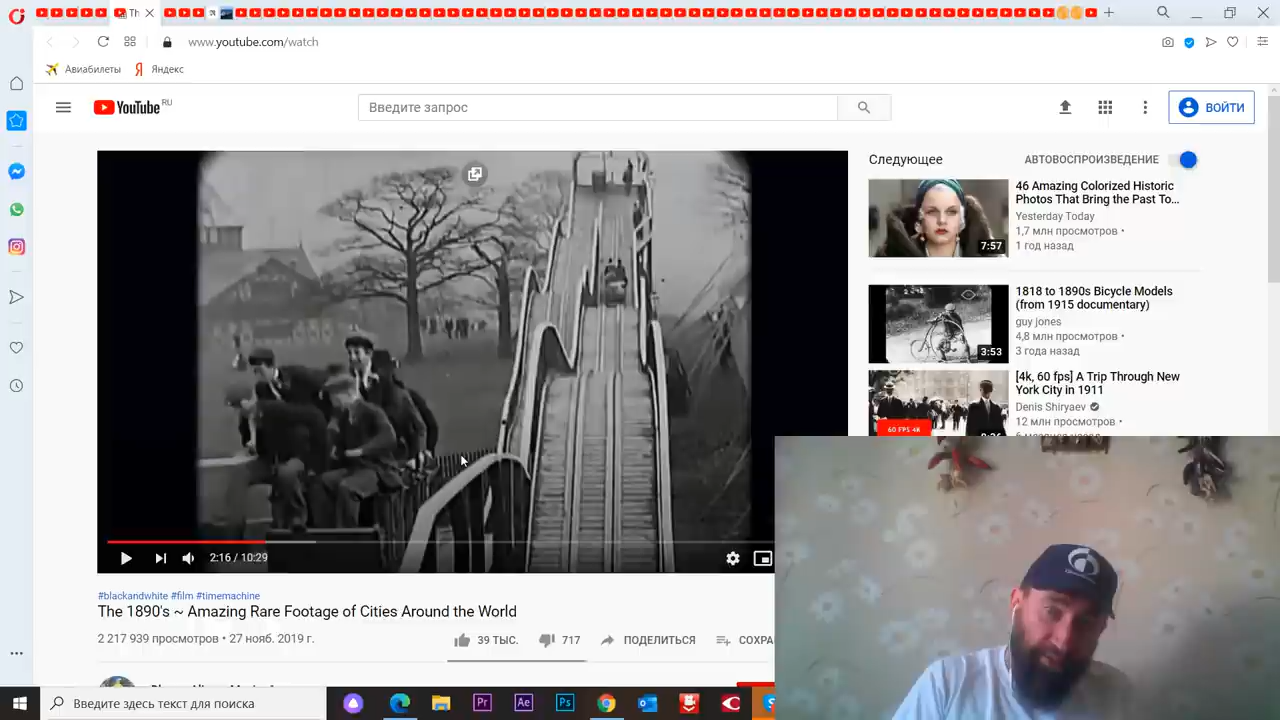 Th
www.youtube.com/watch
Авиабилеты
Я Яндекс
YouTube RU
Введите запрос
ВОЙТИ
Следующее
АВТОВОСПРОИЗВЕДЕНИЕ
46 Amazing Colorized Historic
Photos That Bring the Past To...
Yesterday Today
1,7 млн просмотров •
1 год назад
7:57
1818 to 1890s Bicycle Models
(from 1915 documentary)
guy jones
4,8 млн просмотров •
3 года назад
3:53
[4k, 60 fps] A Trip Through New
York City in 1911
Denis Shiryaev
12 млн просмотров •
60 FPS 4K
2:16 / 10:29
#blackandwhite #film #timemachine
The 1890's ~ Amazing Rare Footage of Cities Around the World
2 217 939 просмотров • 27 нояб. 2019 г.
39 ТЫС.
717
ПОДЕЛИТЬСЯ
СОХРА
Введите здесь текст для поиска
Pr
Ae
Ps